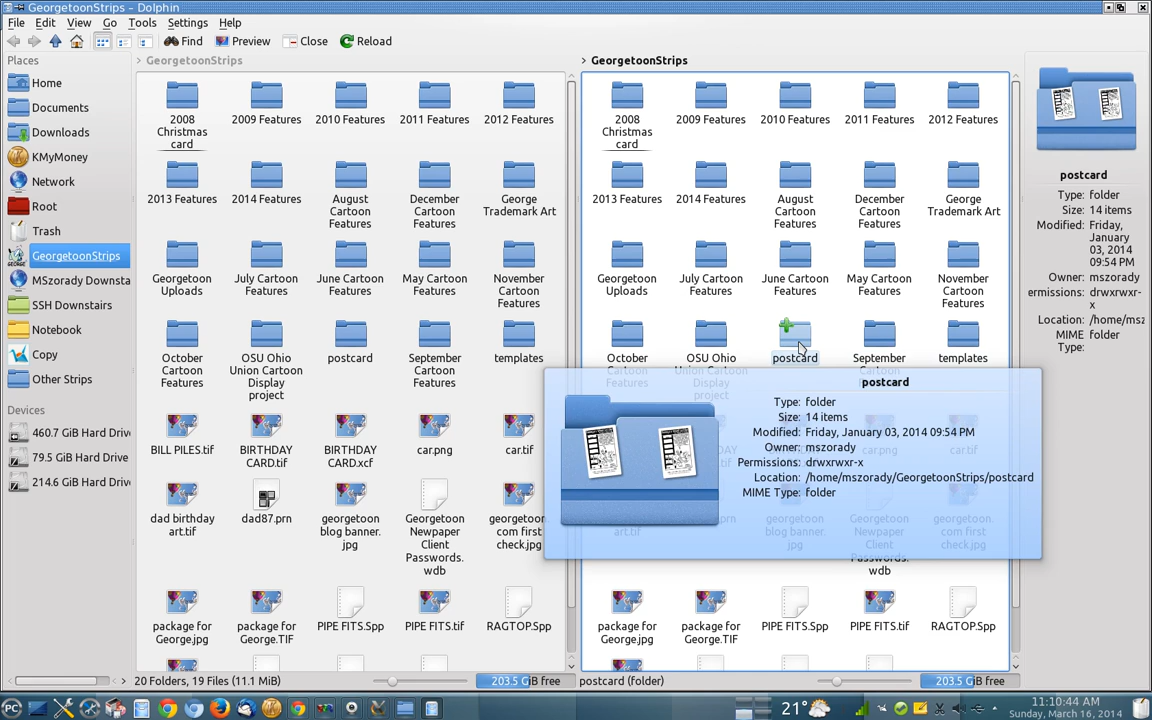 GeorgetoonStrips – Dolphin
File Edit View Go Tools Settings Help
Find Preview Close Reload
Places
Home
Documents
Downloads
KMyMoney
Network
Root
Trash
GeorgetoonStrips
MSzorady Downsta
SSH Downstairs
Notebook
Copy
Other Strips
Devices
460.7 GiB Hard Drive
79.5 GiB Hard Drive
214.6 GiB Hard Drive
> GeorgetoonStrips
2008
Christmas
card
2009 Features
2010 Features
2011 Features
2012 Features
2013 Features
2014 Features
August
Cartoon
Features
December
Cartoon
Features
George
Trademark Art
Georgetoon
Uploads
July Cartoon
Features
June Cartoon
Features
May Cartoon
Features
November
Cartoon
Features
October
Cartoon
Features
OSU Ohio
Union Cartoon
Display
project
postcard
September
Cartoon
Features
templates
BILL PILES.tif
BIRTHDAY
CARD.tif
BIRTHDAY
CARD.xcf
car.png
car.tif
dad birthday
art.tif
dad87.prn
georgetoon
blog banner.
jpg
Georgetoon
Newpaper
Client
Passwords.
wdb
georgetoon
com first
check.jpg
package for
George.jpg
package for
George.TIF
PIPE FITS.Spp
PIPE FITS.tif
RAGTOP.Spp
20 Folders, 19 Files (11.1 MiB)
203.5 GiB free
> GeorgetoonStrips
2008
Christmas
card
2009 Features
2010 Features
2011 Features
2012 Features
2013 Features
2014 Features
August
Cartoon
Features
December
Cartoon
Features
George
Trademark Art
Georgetoon
Uploads
July Cartoon
Features
June Cartoon
Features
May Cartoon
Features
November
Cartoon
Features
October
Cartoon
Features
OSU Ohio
Union Cartoon
postcard
September
Cartoon
Features
templates
postcard
Type: folder
Size: 14 items
Modified: Friday, January 03, 2014 09:54 PM
Owner: mszorady
Permissions: drwxrwxr-x
Location: /home/mszorady/GeorgetoonStrips/postcard
MIME Type: folder
art.tif
georgetoon
blog banner.
jpg
Georgetoon
Newpaper
Client
Passwords.
wdb
georgetoon.
com first
check.jpg
package for
George.jpg
package for
George.TIF
PIPE FITS.Spp
PIPE FITS.tif
RAGTOP.Spp
postcard (folder)
203.5 GiB free
postcard
Type: folder
Size: 14 items
Modified: Friday,
January
03, 2014
09:54 PM
Owner: mszorady
ermissions: drwxrwxr-
x
Location: /home/msz
MIME folder
Type:
21°
11:10:44 AM
Sunday, March 16, 2014